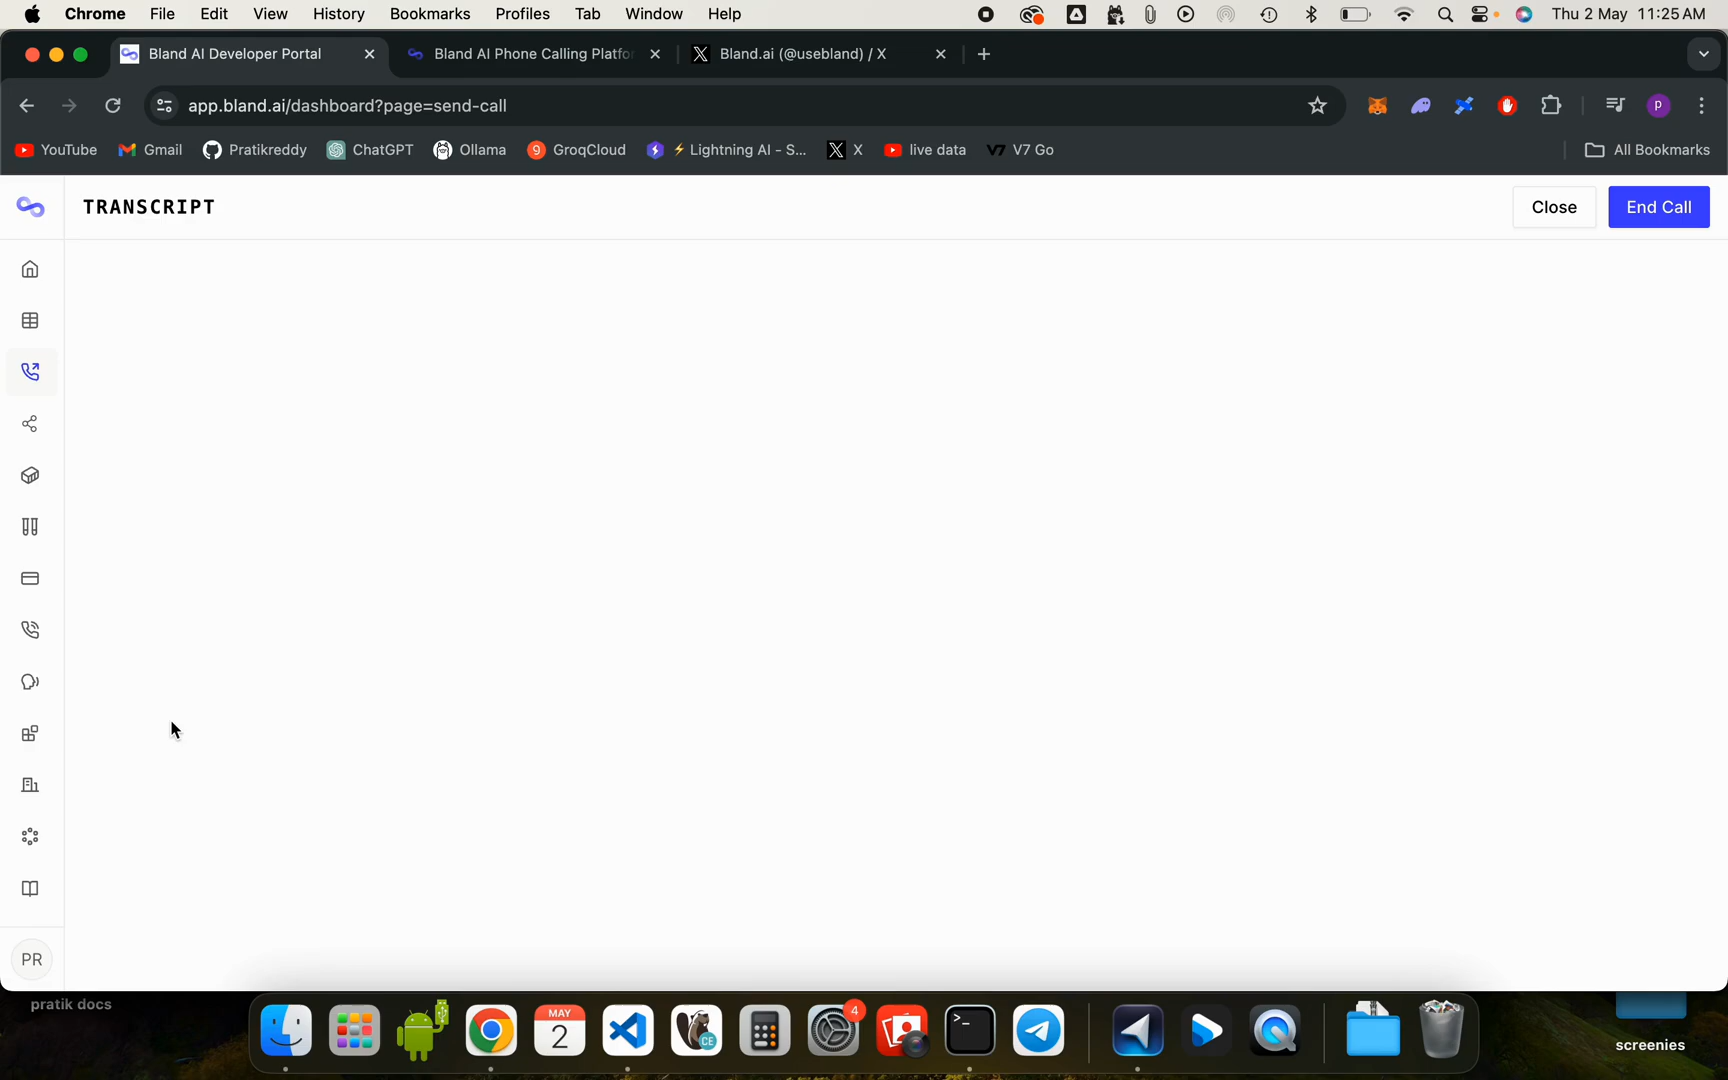 Chrome File Edit View History Bookmarks Profiles Tab Window Help Thu 2 May 11:25 AM
Bland AI Developer Portal Bland AI Phone Calling Platfo Bland.ai (@usebland) / X
app.bland.ai/dashboard?page=send-call p
YouTube Gmail Pratikreddy ChatGPT Ollama GroqCloud ⚡ Lightning AI - S... X live data V7 Go All Bookmarks
TRANSCRIPT Close End Call
PR
pratik docs
MAY
2
CE
4
screenies